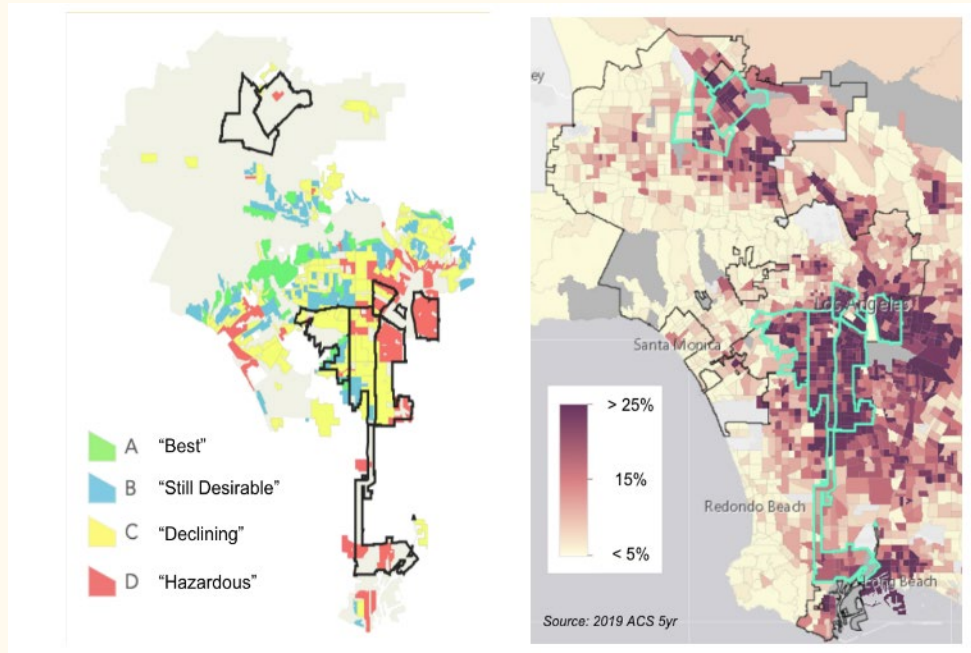 A “Best”
B “Still Desirable”
C “Declining”
D “Hazardous”
ey
Los Angeles
Santa Monica
> 25%
15%
< 5%
Redondo Beach
Long Beach
Source: 2019 ACS 5yr